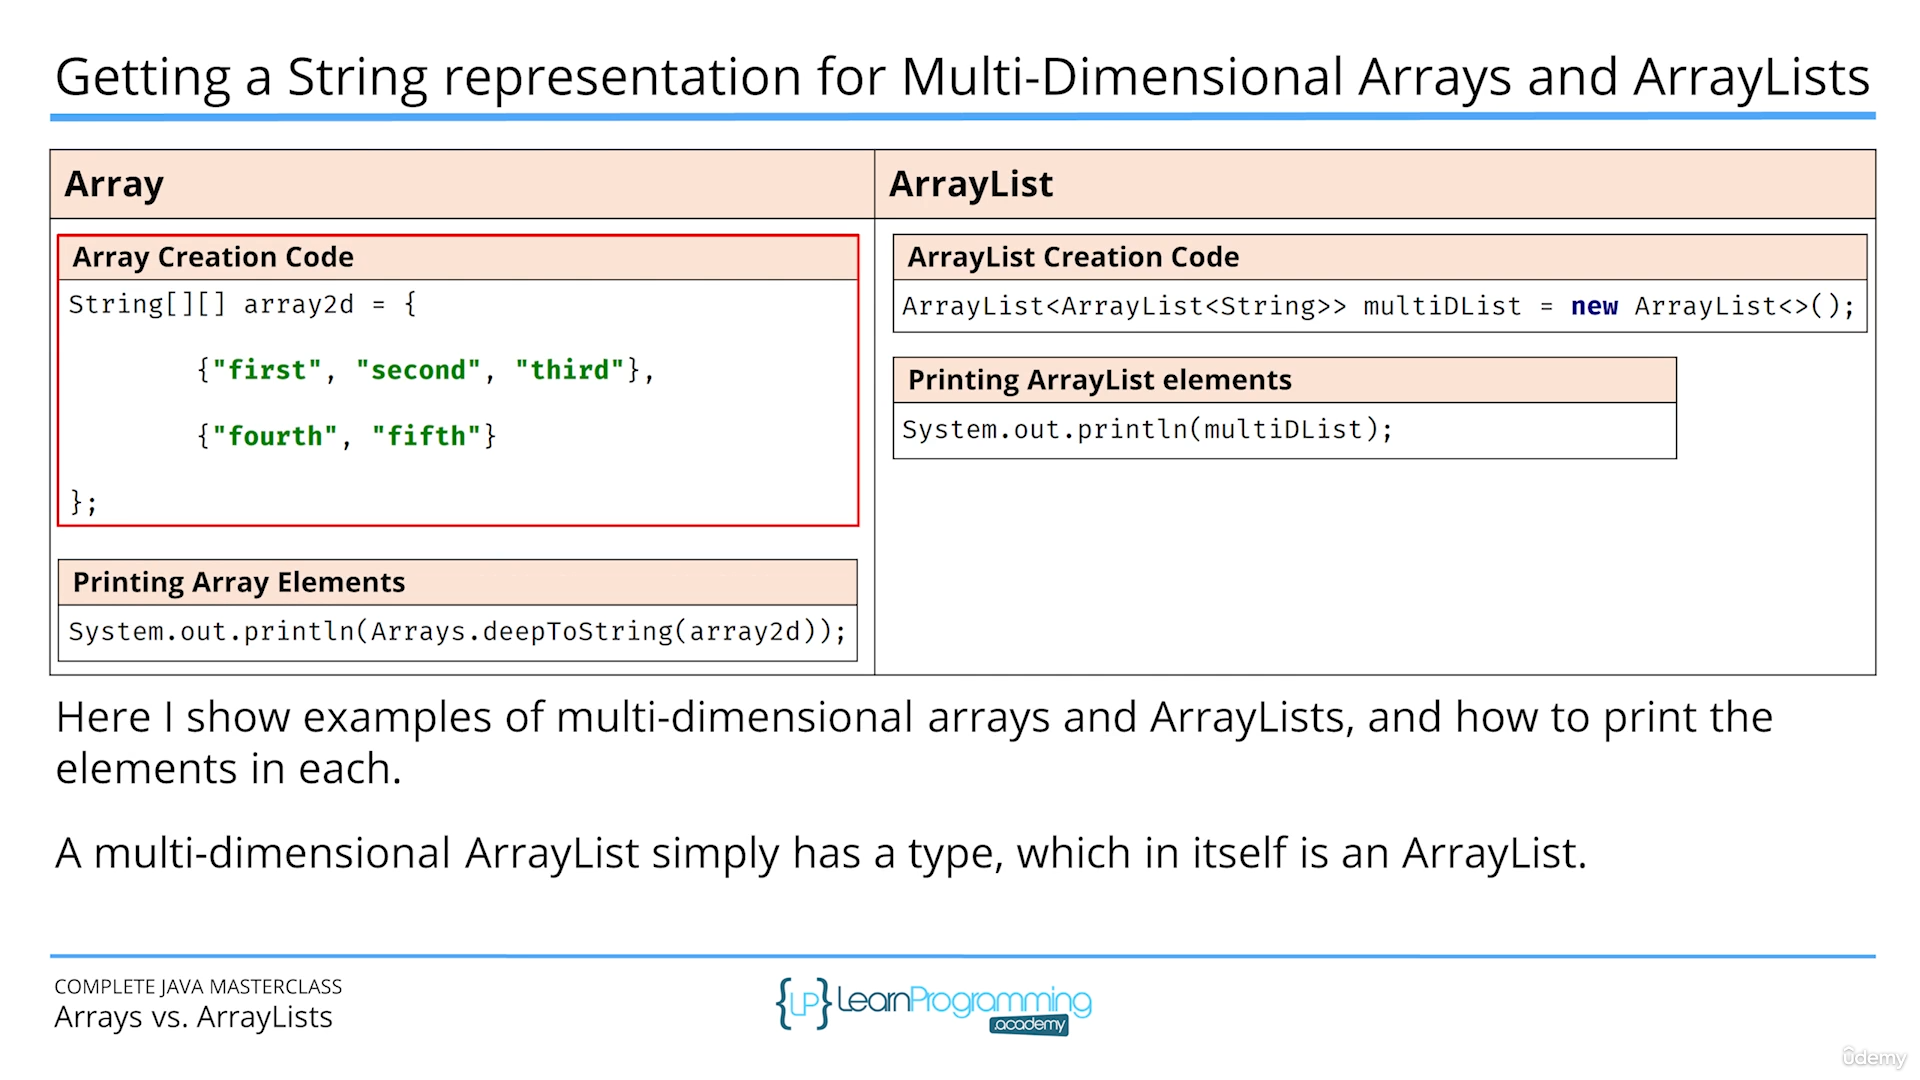 Getting a String representation for Multi-Dimensional Arrays and ArrayLists
Array
ArrayList
Array Creation Code
String[][] array2d = {
{"first", "second", "third"},
{"fourth", "fifth"}
};
Printing Array Elements
System.out.println(Arrays.deepToString(array2d));
ArrayList Creation Code
ArrayList<ArrayList<String>> multiDList = new ArrayList<>();
Printing ArrayList elements
System.out.println(multiDList);
Here I show examples of multi-dimensional arrays and ArrayLists, and how to print the
elements in each.
A multi-dimensional ArrayList simply has a type, which in itself is an ArrayList.
COMPLETE JAVA MASTERCLASS
Arrays vs. ArrayLists
{LP} LearnProgramming
.academy
ûdemy